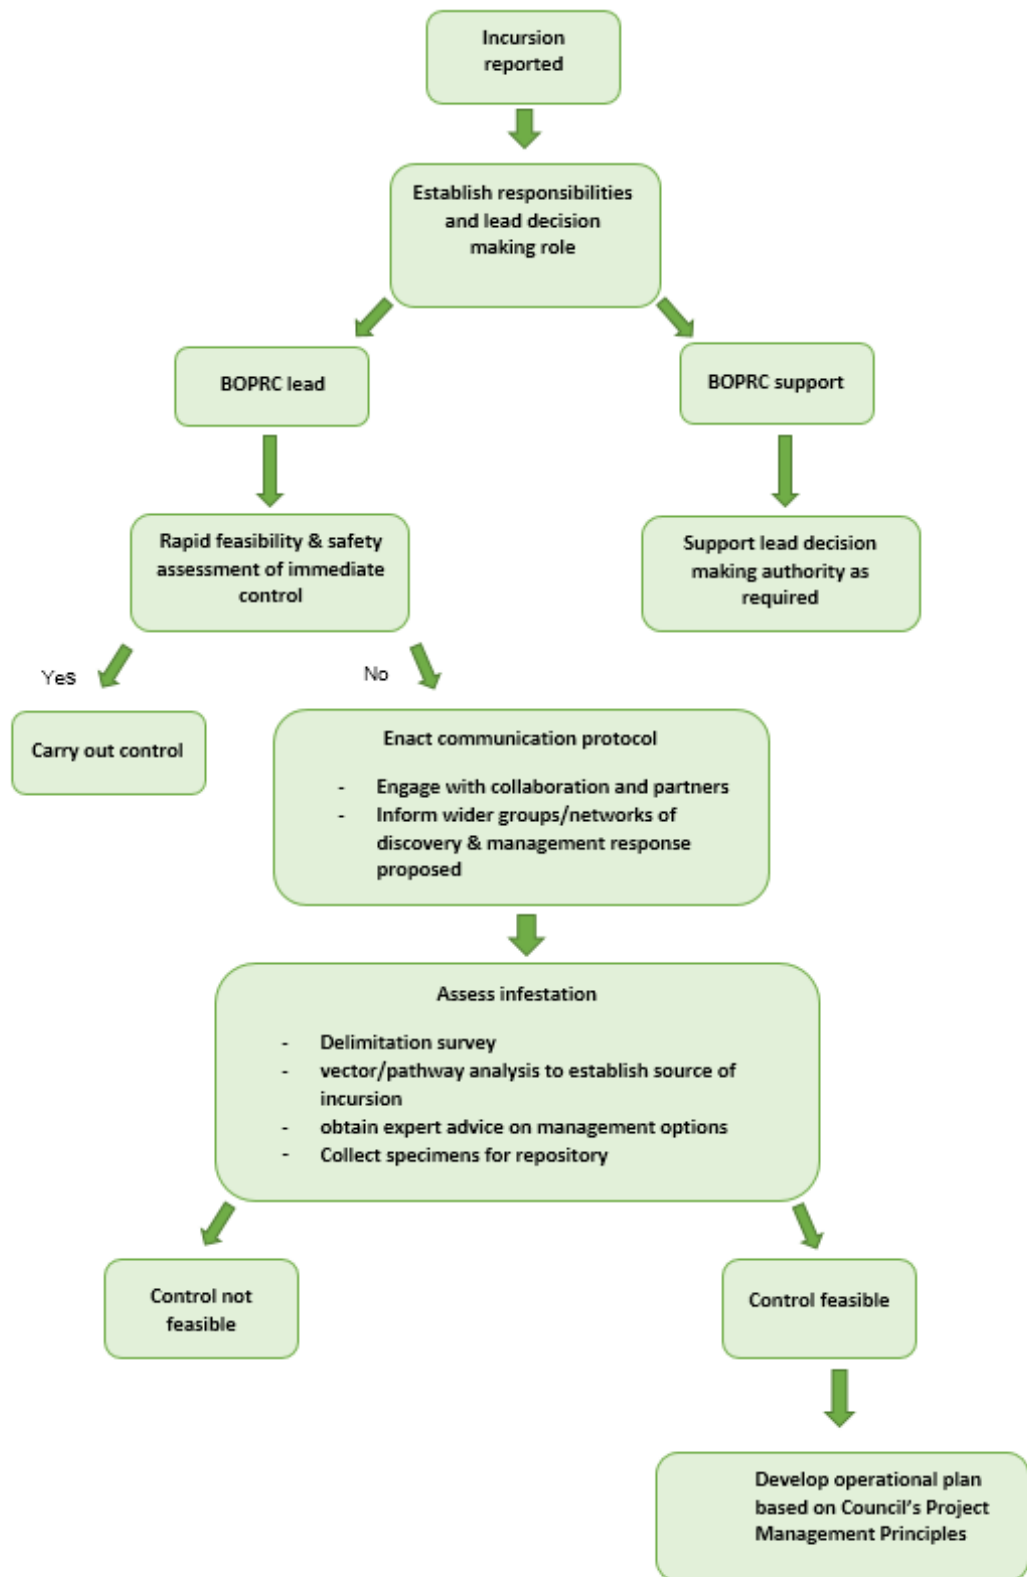 Incursion
reported
Establish responsibilities
and lead decision
making role
BOPRC lead
BOPRC support
Rapid feasibility & safety
assessment of immediate
control
Support lead decision
making authority as
required
Yes
No
Carry out control
Enact communication protocol
- Engage with collaboration and partners
- Inform wider groups/networks of
discovery & management response
proposed
Assess infestation
- Delimitation survey
- vector/pathway analysis to establish source of
incursion
- obtain expert advice on management options
- Collect specimens for repository
Control not
feasible
Control feasible
Develop operational plan
based on Council's Project
Management Principles